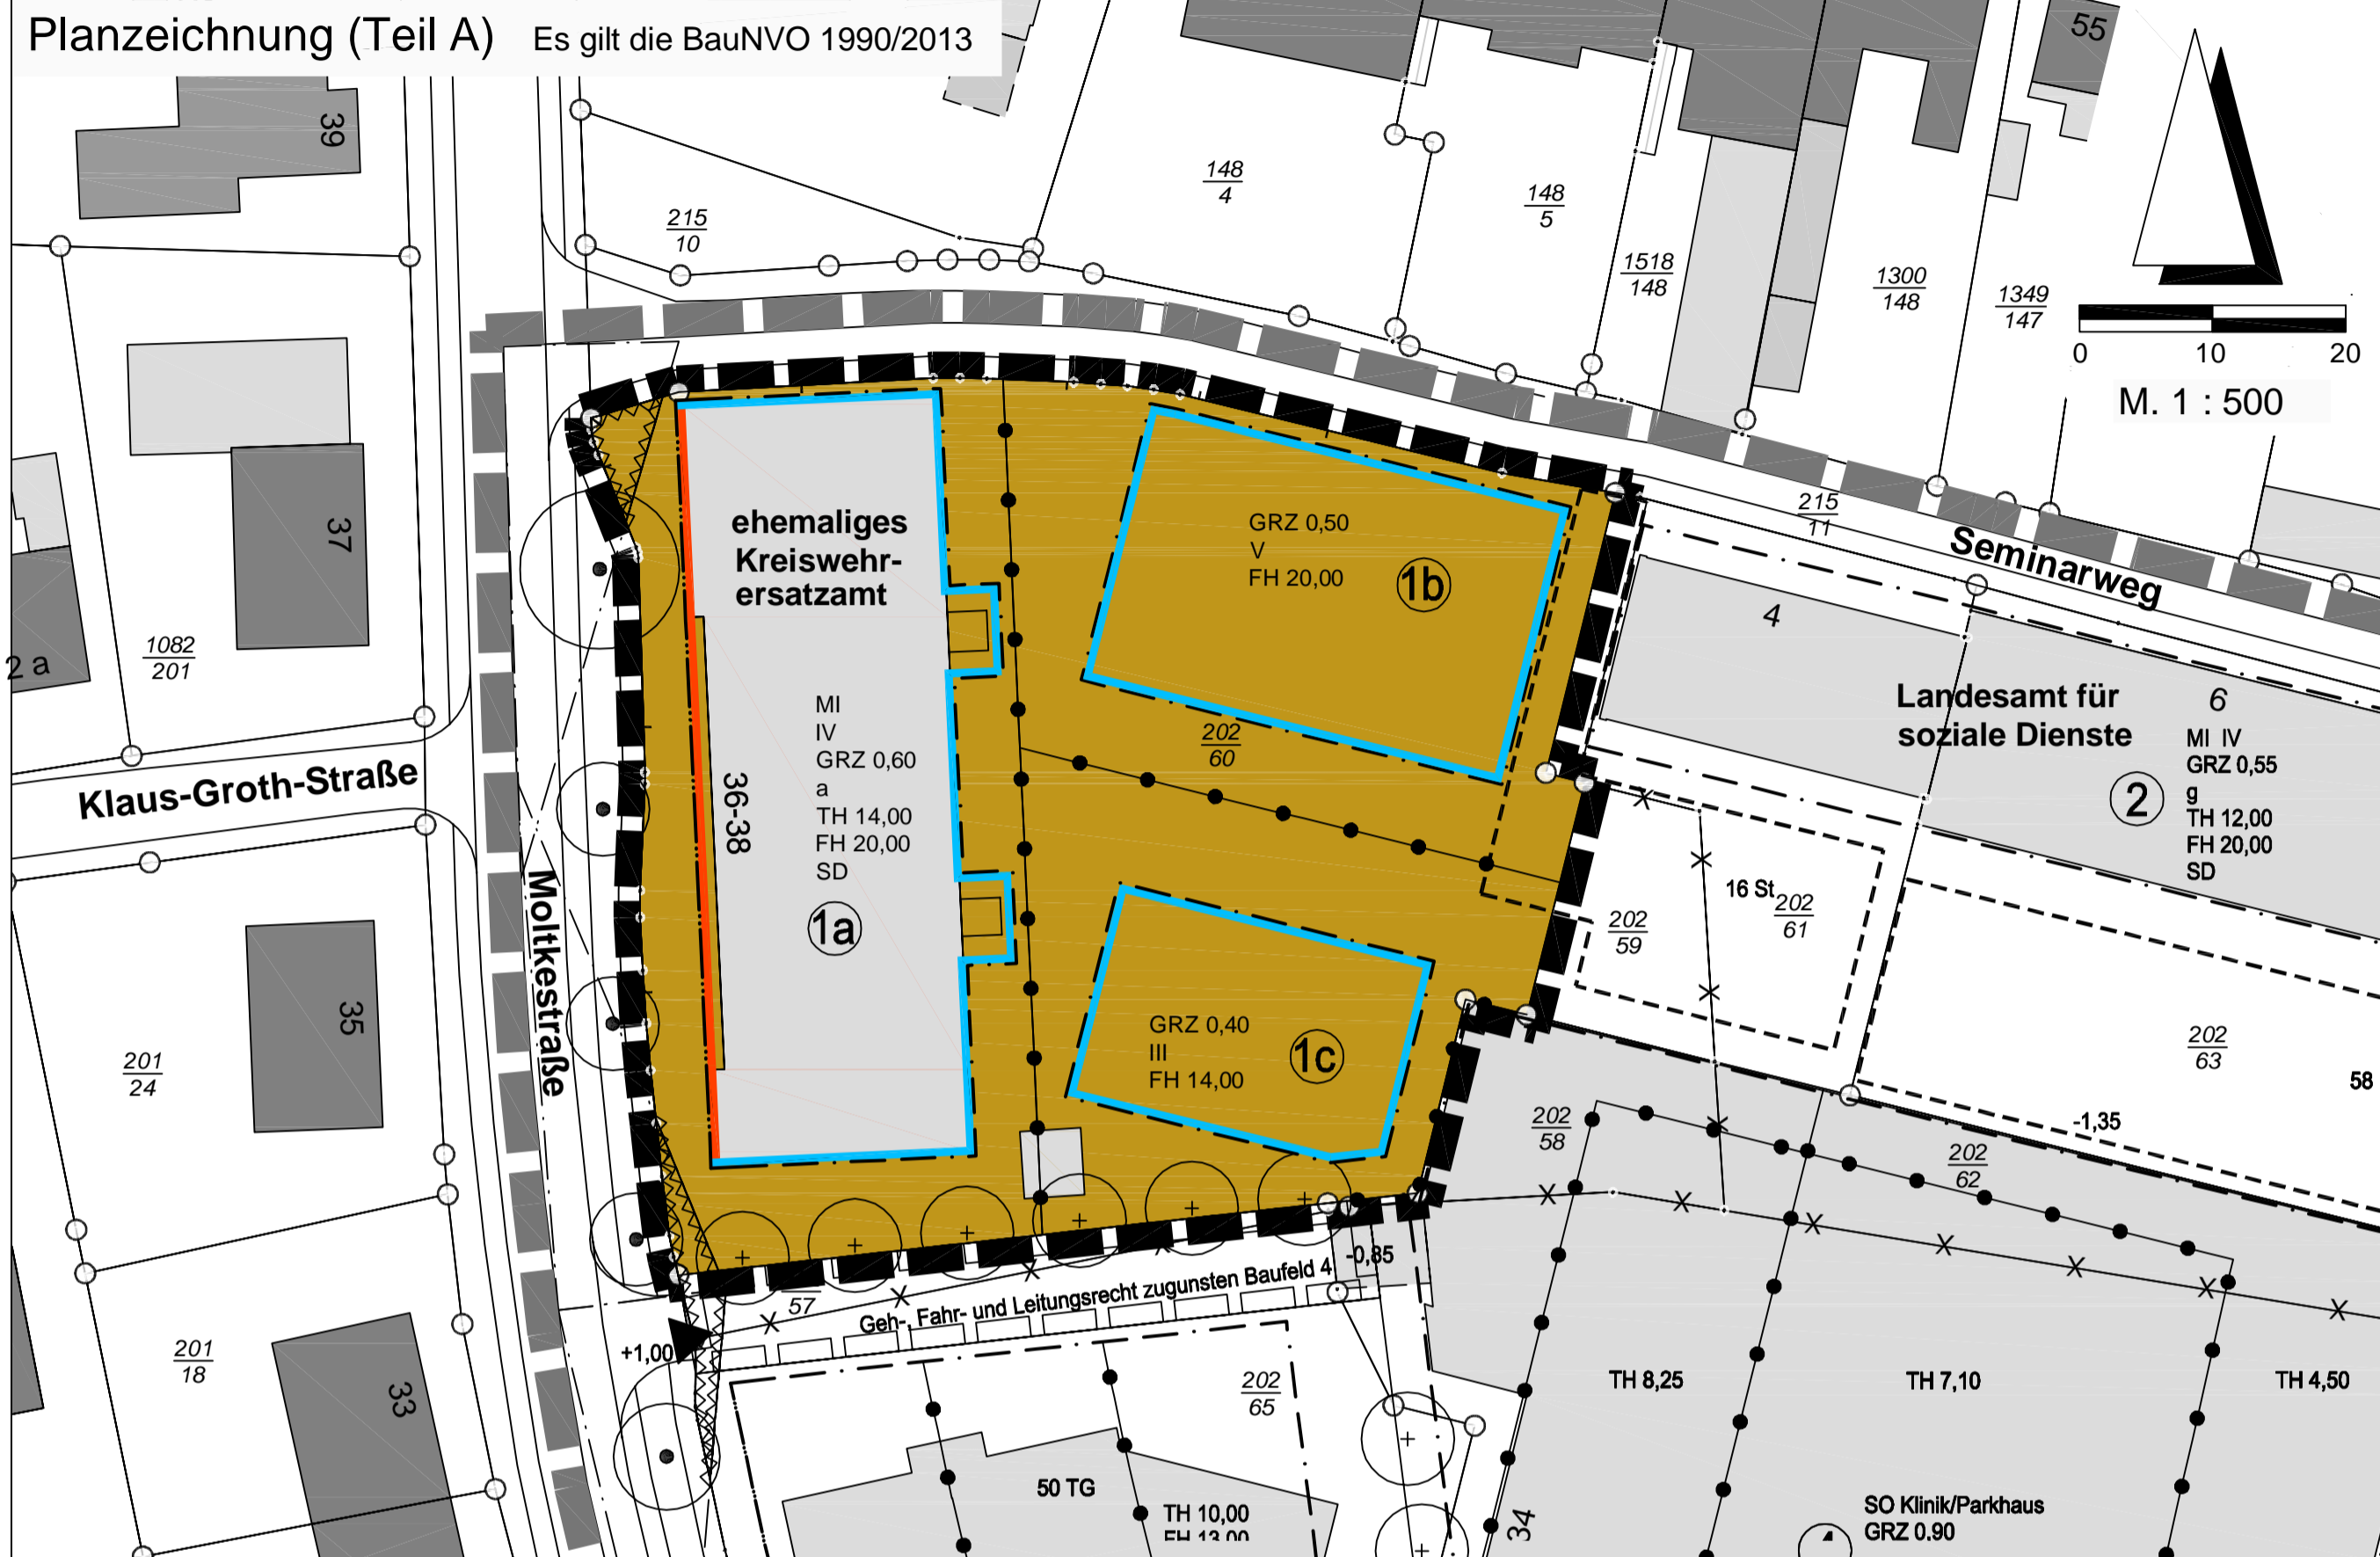 Planzeichnung (Teil A) Es gilt die BauNVO 1990/2013
55
39
148
4
148
5
215
10
1518
148
1300
148
1349
147
0 10 20
M. 1 : 500
37
ehemaliges
Kreiswehr-
ersatzamt
GRZ 0,50
V
FH 20,00
1b
215
11
Seminarweg
4
2 a
1082
201
MI
IV
GRZ 0,60
a
TH 14,00
FH 20,00
SD
1a
36-38
202
60
Landesamt für
soziale Dienste
6
MI IV
GRZ 0,55
g
TH 12,00
FH 20,00
SD
2
Klaus-Groth-Straße
Moltkestraße
16 St
202
61
202
59
35
201
24
GRZ 0,40
III
FH 14,00
1c
202
63
58
-1,35
202
58
202
62
-0,85
57
Geh-, Fahr- und Leitungsrecht zugunsten Baufeld 4
+1,00
201
18
33
202
65
TH 8,25
TH 7,10
TH 4,50
50 TG
TH 10,00
FH 13,00
34
SO Klinik/Parkhaus
GRZ 0,90
4